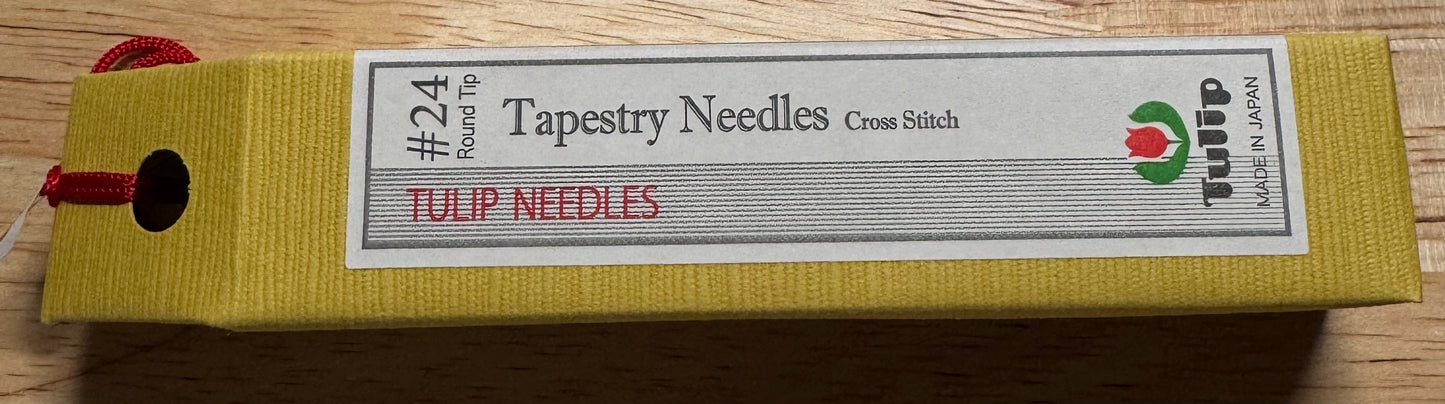 #24
Round Tip
Tapestry Needles Cross Stitch
TULIP NEEDLES
Tulip
MADE IN JAPAN